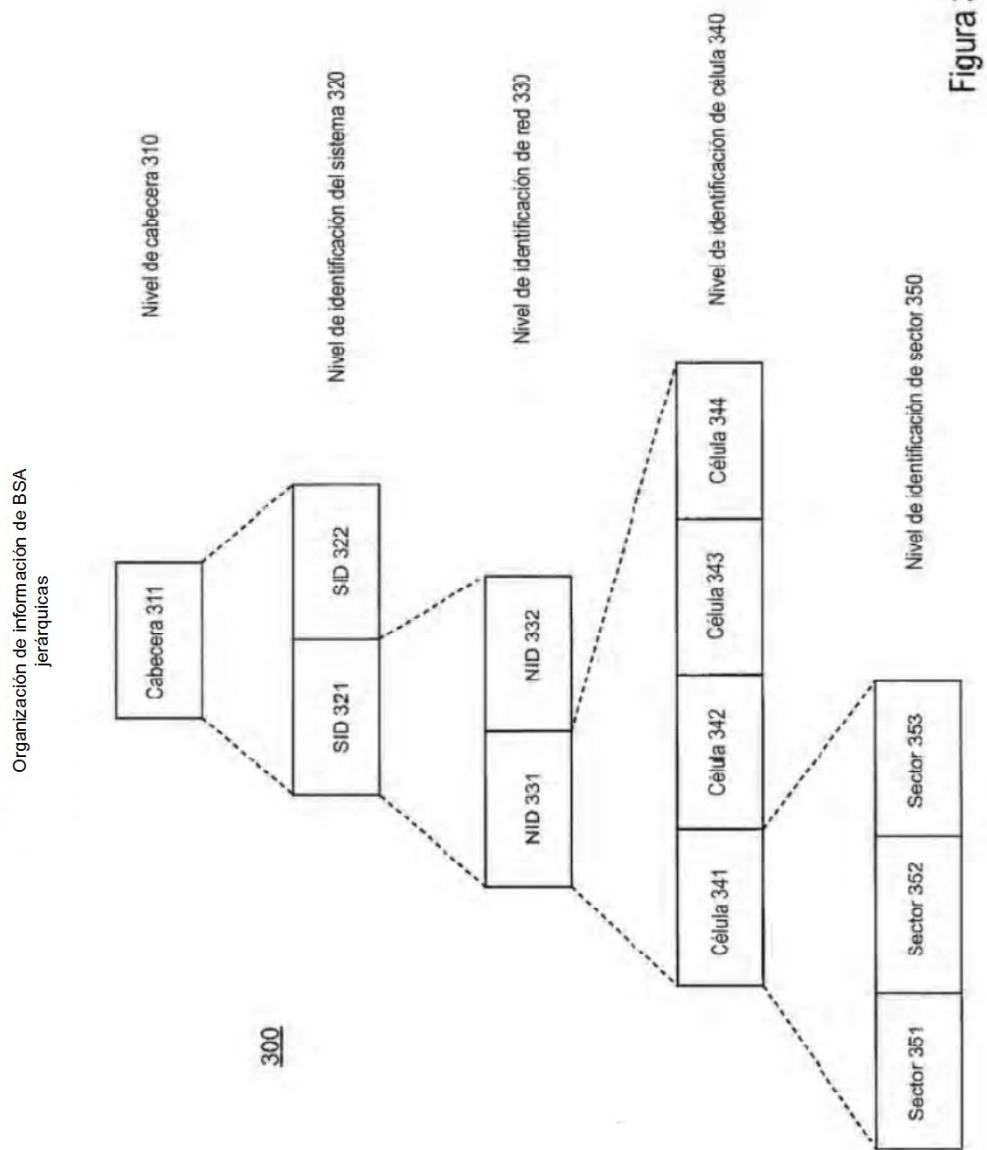 Organización de información de BSA
jerárquicas
300
Cabecera 311
Nivel de cabecera 310
SID 321
SID 322
Nivel de identificación del sistema 320
NID 331
NID 332
Nivel de identificación de red 330
Célula 341
Célula 342
Célula 343
Célula 344
Nivel de identificación de célula 340
Sector 351
Sector 352
Sector 353
Nivel de identificación de sector 350
Figura